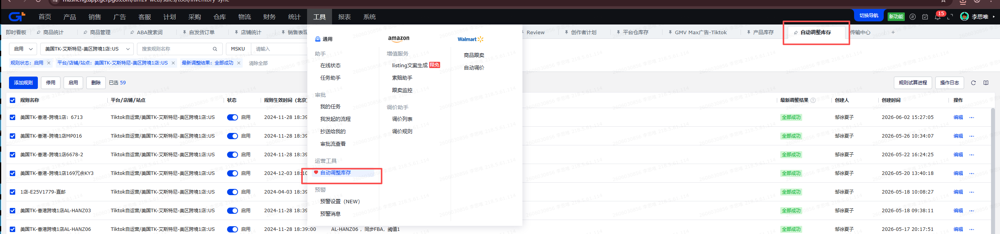 masheng.app.gerpgo.com/amzv-web/sales/tool/inventory-sync
首页 产品 销售 广告 客服 计划 采购 仓库 物流 财务 统计 工具 报表 系统 切换导航 新功能 15 李思唯
即时看板 商品统计 商品管理 ABA搜索词 自发货订单 店铺统计 销售表现 Review 创作者计划 平台仓库存 GMV Max广告-Tiktok 产品库存 自动调整库存 传输中心 +
启用 美国TK-艾斯特尼-美区跨境1店:US 搜索规则名称 MSKU 请输入
规则状态：启用 × 平台/店铺/站点：美国TK-艾斯特尼-美区跨境1店:US × 最新调整结果：全部成功 × 清除全部
添加规则 停用 启用 删除 已选 59 规则试算进程 操作日志
规则名称 平台/店铺/站点 状态 规则生效时间（北京 最新调整结果 创建人 创建时间 操作
美国TK-香港-跨境1店：6713 Tiktok自运营/美国TK-艾斯特尼-美区跨境1店:US 启用 2024-11-28 18:39 全部成功 邹徐夏子 2026-06-02 15:27:05 编辑 ···
美国TK-香港-跨境1店MP016 Tiktok自运营/美国TK-艾斯特尼-美区跨境1店:US 启用 2024-11-28 18:39 全部成功 邹徐夏子 2026-05-26 10:34:07 编辑 ···
美国TK-香港-跨境1店6678-2 Tiktok自运营/美国TK-艾斯特尼-美区跨境1店:US 启用 2024-11-28 18:39 全部成功 邹徐夏子 2026-05-22 16:24:25 编辑 ···
美国TK-香港-跨境1店169冗余KY3 Tiktok自运营/美国TK-艾斯特尼-美区跨境1店:US 启用 2024-12-03 18:10 全部成功 邹徐夏子 2026-05-20 13:40:18 编辑 ···
1店-E25V1779-直邮 Tiktok自运营/美国TK-艾斯特尼-美区跨境1店:US 启用 2024-04-03 18:39 全部成功 邹徐夏子 2026-05-18 10:08:27 编辑 ···
美国TK-香港跨境1店AL-HANZ03 Tiktok自运营/美国TK-艾斯特尼-美区跨境1店:US 启用 2024-11-28 18:39 全部成功 邹徐夏子 2026-05-18 09:38:11 编辑 ···
美国TK-香港跨境1店AL-HANZ06 Tiktok自运营/美国TK-艾斯特尼-美区跨境1店:US 启用 2024-11-28 18:39:00 AL-HANZ06 ，同步FBA，阈值1 全部成功 邹徐夏子 2026-05-17 20:17:51 编辑 ···
通用
助手
在线状态
任务助手
审批
我的任务
我发起的流程
抄送给我的
审批流查看
运营工具
自动调整库存
预警
预警设置（NEW）
预警消息
amazon
增值服务
listing文案生成 限免
索赔助手
跟卖监控
调价助手
调价列表
调价规则
Walmart
商品跟卖
自动调价
2606030856 李思唯 218.5.61.114